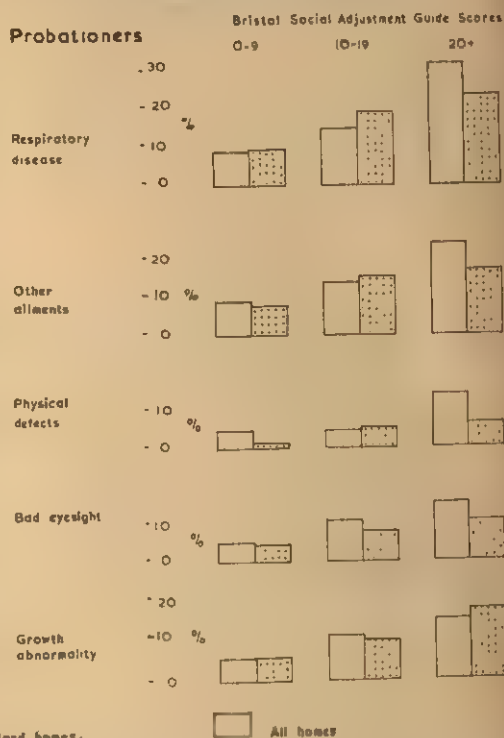 Bristol Social Adjustment Guide Scores
Probationers
0-9 10-19 20+
- 30
- 20
%
Respiratory
disease
- 10
- 0
- 20
Other
ailments
- 10 %
- 0
Physical
defects
- 10
%
- 0
Bad eyesight
- 10
%
- 0
- 20
Growth
abnormality
- 10 %
- 0
homes.
All homes